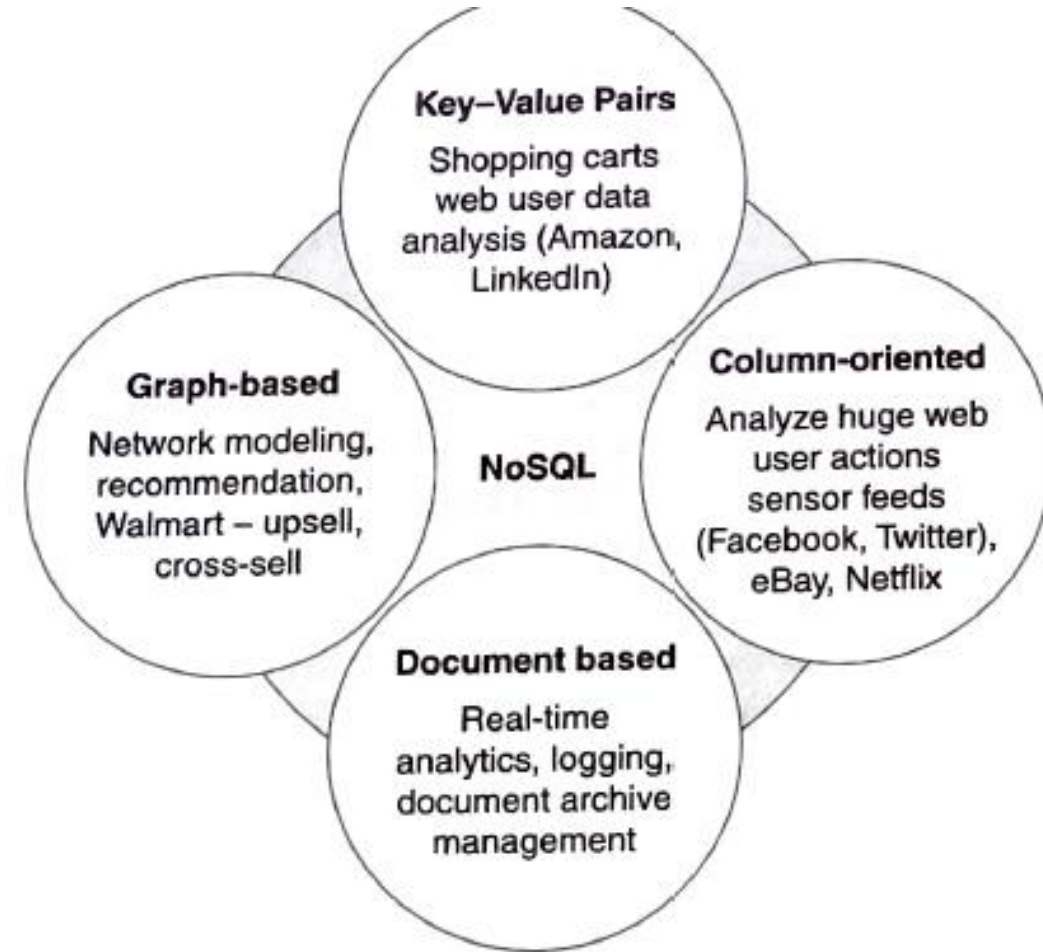 Key–Value Pairs
Shopping carts
web user data
analysis (Amazon,
LinkedIn)
Graph-based
Network modeling,
recommendation,
Walmart – upsell,
cross-sell
NoSQL
Column-oriented
Analyze huge web
user actions
sensor feeds
(Facebook, Twitter),
eBay, Netflix
Document based
Real-time
analytics, logging,
document archive
management